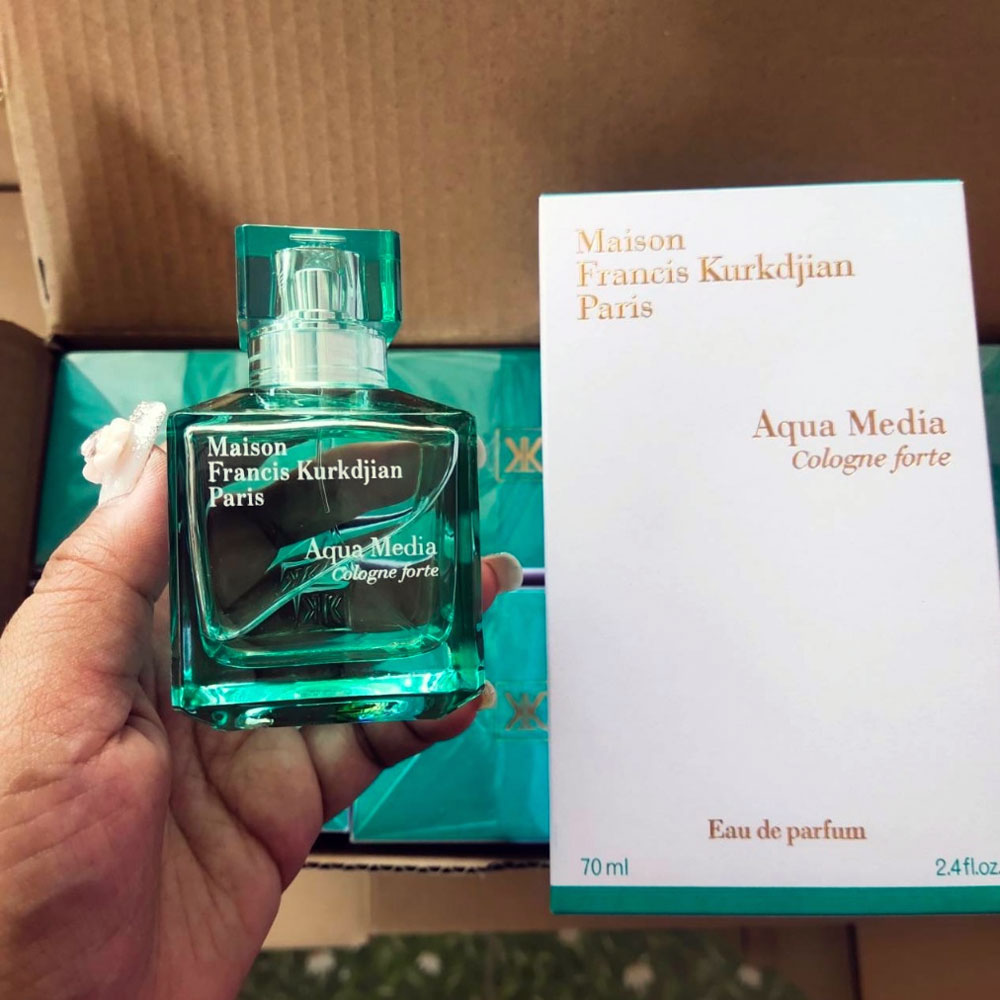 Maison
Francis Kurkdjian
Paris
Aqua Media
Cologne forte
Maison
Francis Kurkdjian
Paris
Aqua Media
Cologne forte
Eau de parfum
70 ml
2.4 fl.oz.